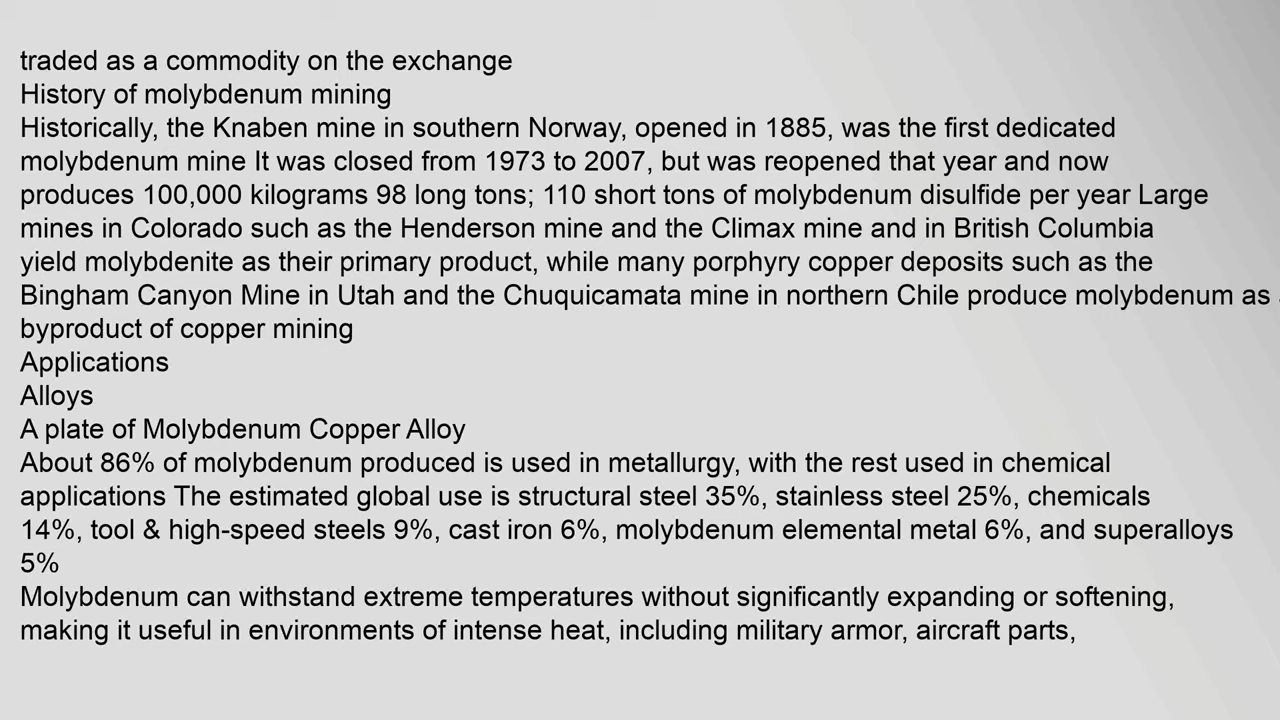 traded as a commodity on the exchange
History of molybdenum mining
Historically, the Knaben mine in southern Norway, opened in 1885, was the first dedicated
molybdenum mine It was closed from 1973 to 2007, but was reopened that year and now
produces 100,000 kilograms 98 long tons; 110 short tons of molybdenum disulfide per year Large
mines in Colorado such as the Henderson mine and the Climax mine and in British Columbia
yield molybdenite as their primary product, while many porphyry copper deposits such as the
Bingham Canyon Mine in Utah and the Chuquicamata mine in northern Chile produce molybdenum as
byproduct of copper mining
Applications
Alloys
A plate of Molybdenum Copper Alloy
About 86% of molybdenum produced is used in metallurgy, with the rest used in chemical
applications The estimated global use is structural steel 35%, stainless steel 25%, chemicals
14%, tool & high-speed steels 9%, cast iron 6%, molybdenum elemental metal 6%, and superalloys
5%
Molybdenum can withstand extreme temperatures without significantly expanding or softening,
making it useful in environments of intense heat, including military armor, aircraft parts,